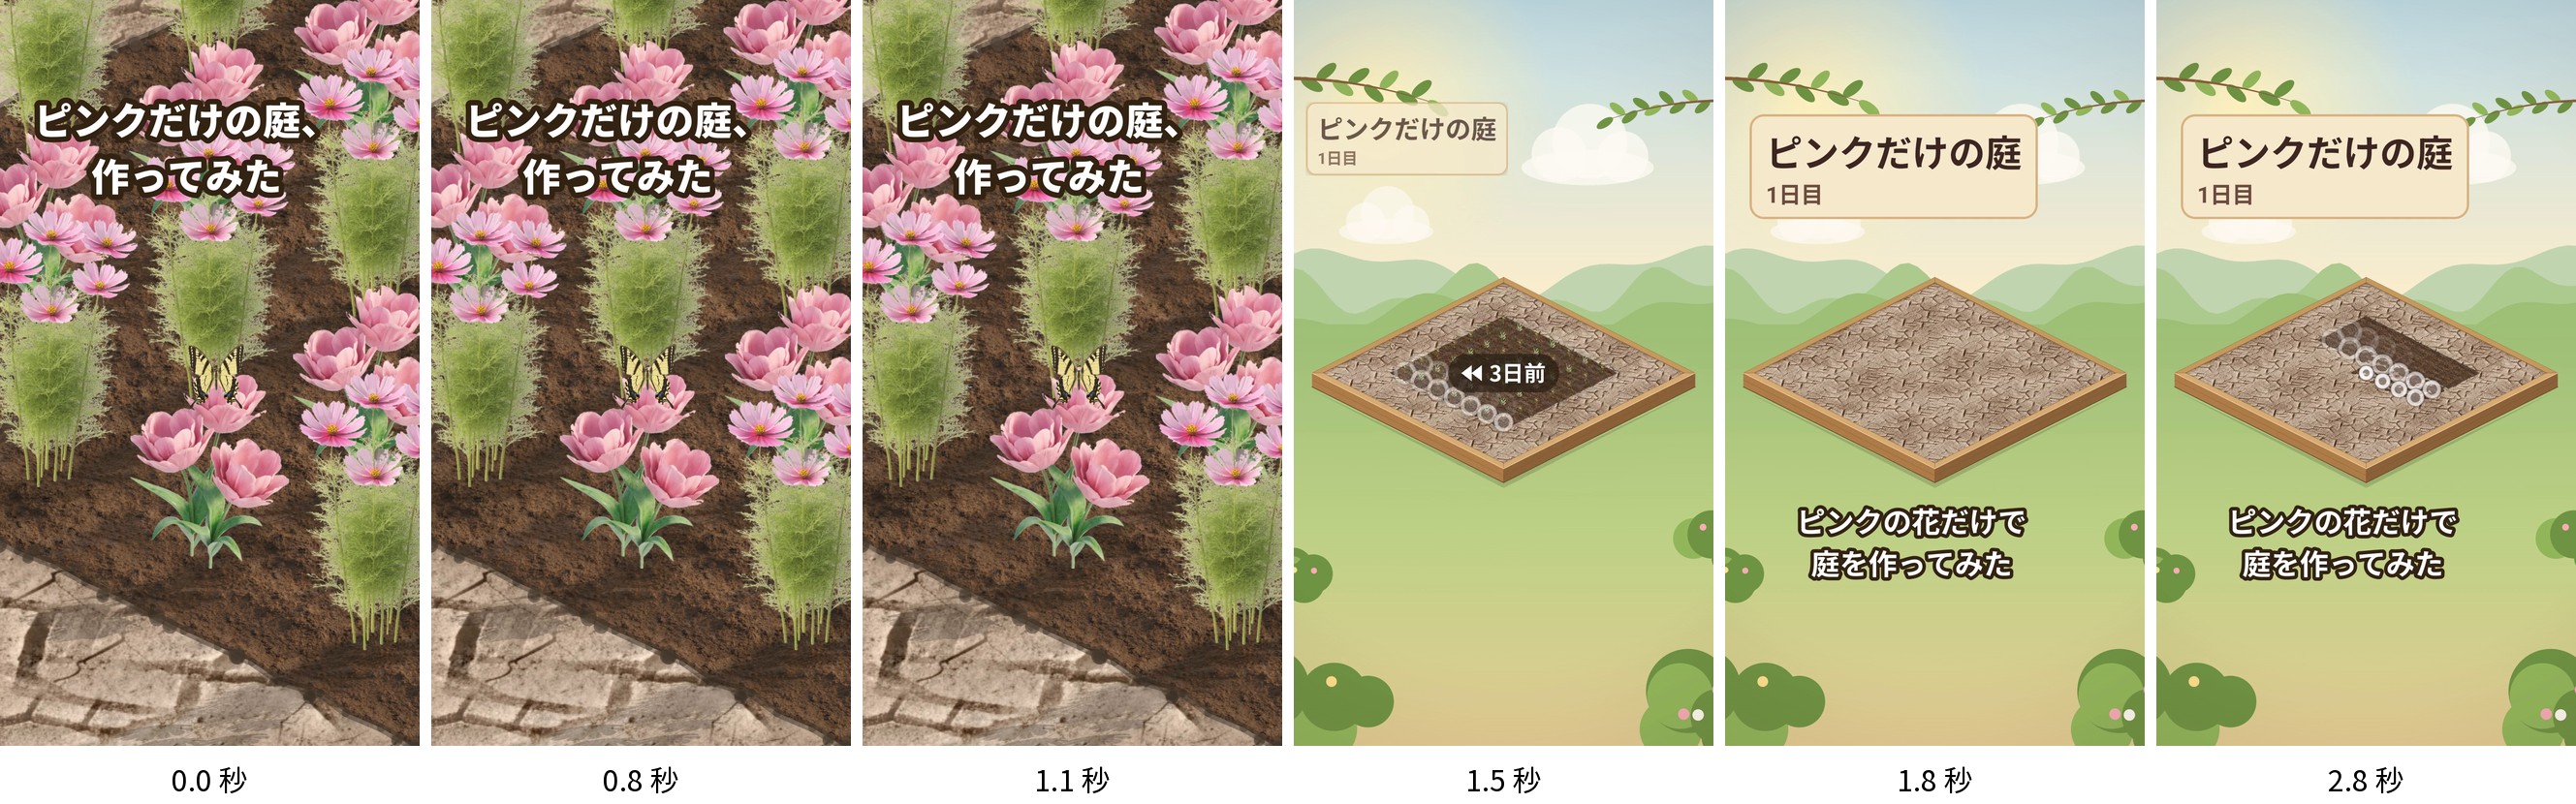 ピンクだけの庭、
作ってみた
ピンクだけの庭、
作ってみた
ピンクだけの庭、
作ってみた
ピンクだけの庭
1日目
3日前
ピンクだけの庭
1日目
ピンクの花だけで
庭を作ってみた
ピンクだけの庭
1日目
ピンクの花だけで
庭を作ってみた
0.0 秒
0.8 秒
1.1 秒
1.5 秒
1.8 秒
2.8 秒